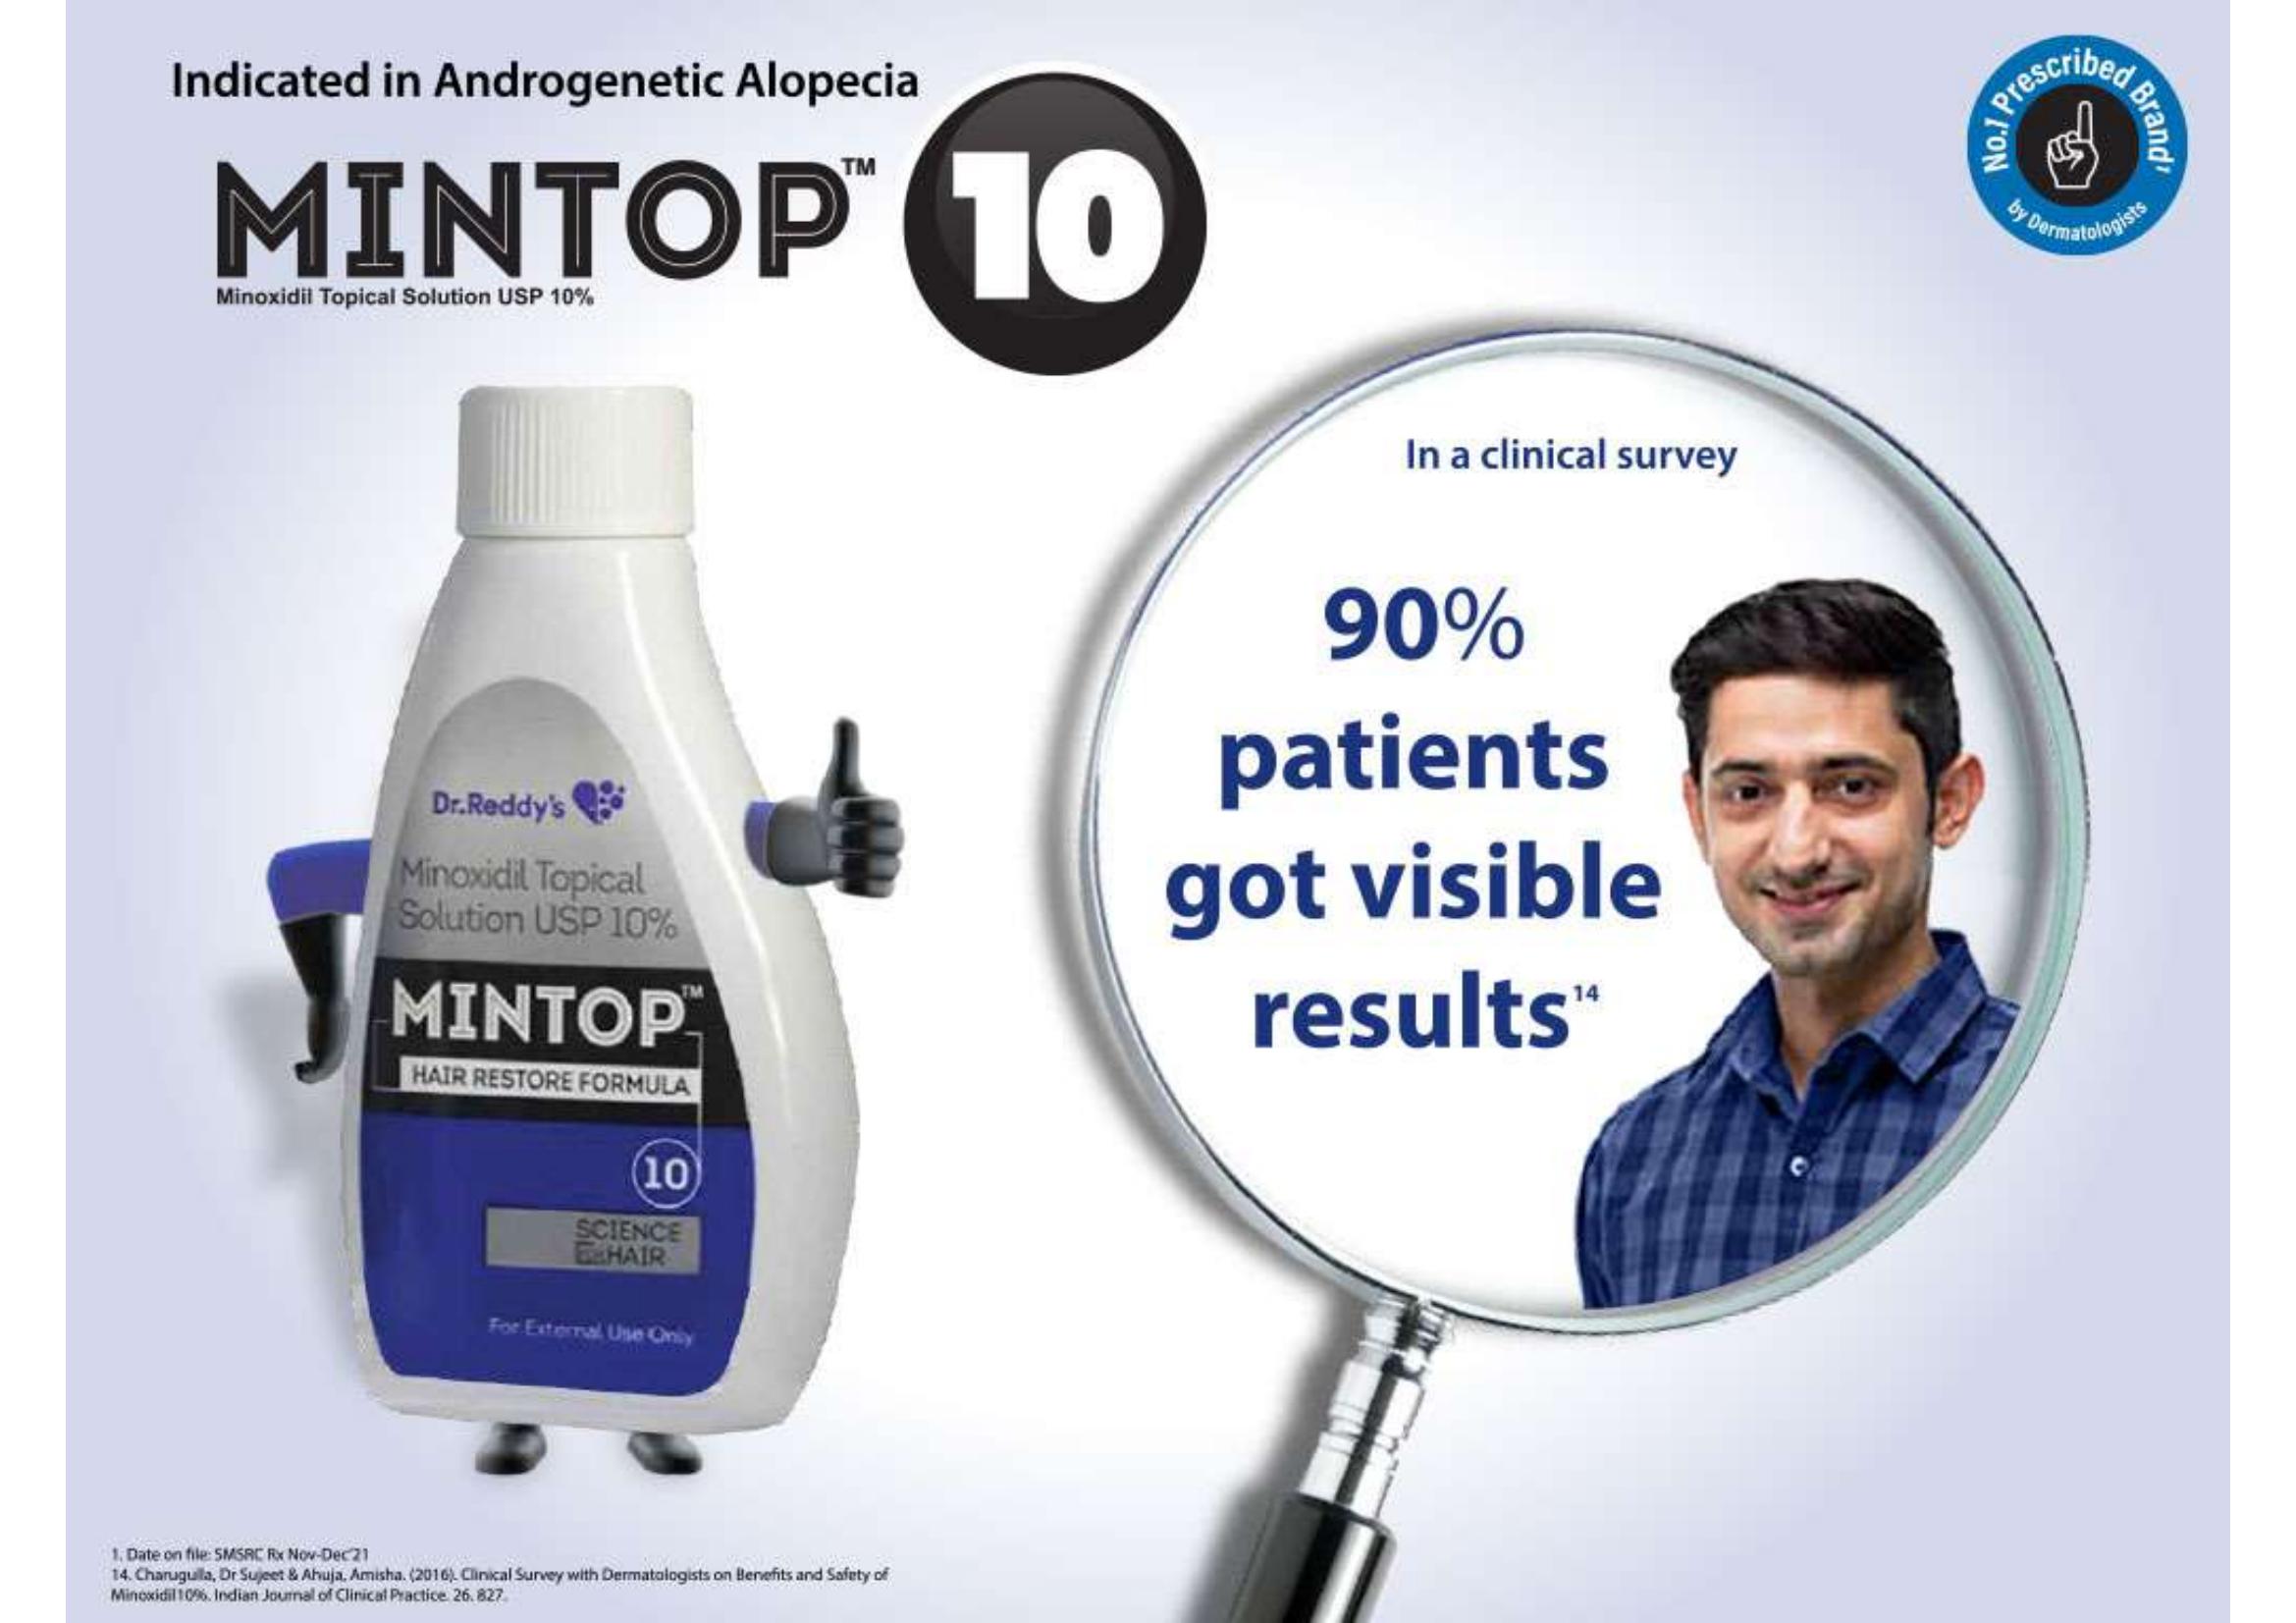 Indicated in Androgenetic Alopecia
MINTOP™ 10
Minoxidil Topical Solution USP 10%
No.1 Prescribed Brand¹
by Dermatologists
In a clinical survey
90%
patients
got visible
results¹⁴
Dr.Reddy's
Minoxidil Topical
Solution USP 10%
MINTOP™
HAIR RESTORE FORMULA
10
SCIENCE
For HAIR
For External Use Only
1. Date on file: SMSRC Rx Nov-Dec'21
14. Charugulla, Dr Sujeet & Ahuja, Amisha. (2016). Clinical Survey with Dermatologists on Benefits and Safety of
Minoxidil10%. Indian Journal of Clinical Practice. 26. 827.